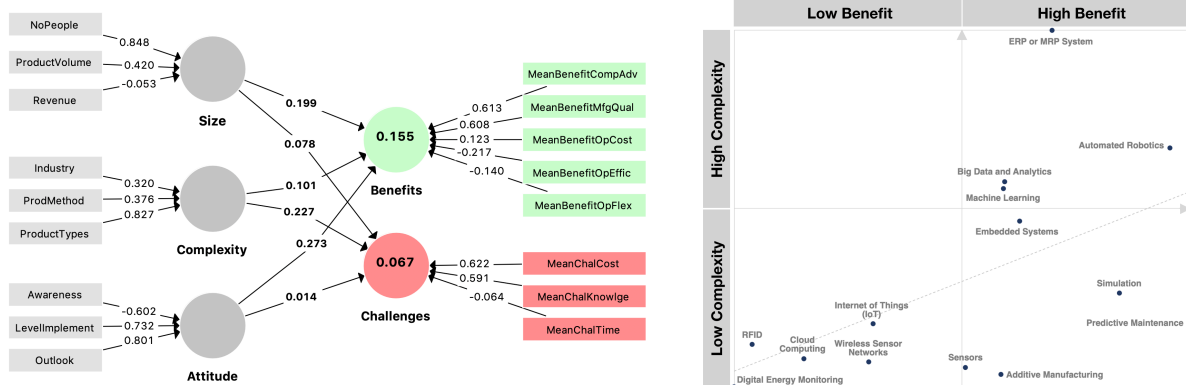 NoPeople
ProductVolume
Revenue
0.848
0.420
-0.053
Size
Industry
ProdMethod
ProductTypes
0.320
0.376
0.827
Complexity
Awareness
LevelImplement
Outlook
-0.602
0.732
0.801
Attitude
0.199
0.078
0.101
0.227
0.273
0.014
0.155
Benefits
0.067
Challenges
0.613
0.608
0.123
-0.217
-0.140
MeanBenefitCompAdv
MeanBenefitMfgQual
MeanBenefitOpCost
MeanBenefitOpEffic
MeanBenefitOpFlex
0.622
0.591
-0.064
MeanChalCost
MeanChalKnowlge
MeanChalTime
Low Benefit
High Benefit
High Complexity
Low Complexity
ERP or MRP System
Automated Robotics
Big Data and Analytics
Machine Learning
Embedded Systems
Simulation
Internet of Things
(IoT)
Predictive Maintenance
RFID
Cloud
Computing
Wireless Sensor
Networks
Sensors
Additive Manufacturing
Digital Energy Monitoring